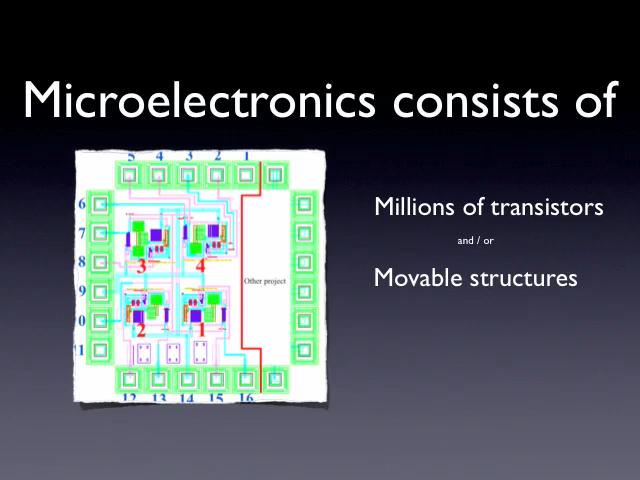 Microelectronics consists of
5 4 3 2 1
6
7
8
9
0
1
3 4
2 1
Other project
12 13 14 15 16
Millions of transistors
and / or
Movable structures